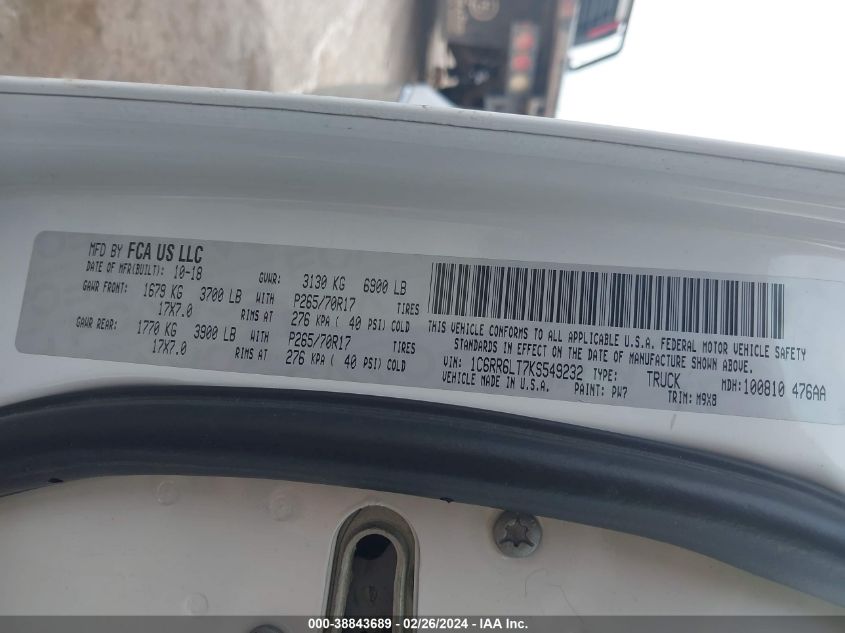 MFD BY FCA US LLC
DATE OF MFR(BUILT): 10-18 GVWR: 3130 KG 6900 LB
GAWR FRONT: 1679 KG 3700 LB WITH P265/70R17 TIRES
17X7.0 RIMS AT 276 KPA ( 40 PSI) COLD
GAWR REAR: 1770 KG 3900 LB WITH P265/70R17 TIRES
17X7.0 RIMS AT 276 KPA ( 40 PSI) COLD
THIS VEHICLE CONFORMS TO ALL APPLICABLE U.S.A. FEDERAL MOTOR VEHICLE SAFETY
STANDARDS IN EFFECT ON THE DATE OF MANUFACTURE SHOWN ABOVE.
VIN: 1C6RR6LT7KS549232 TYPE: TRUCK MDH:100810 476AA
VEHICLE MADE IN U.S.A. PAINT: PW7 TRIM: M9X8
000-38843689 - 02/26/2024 - IAA Inc.